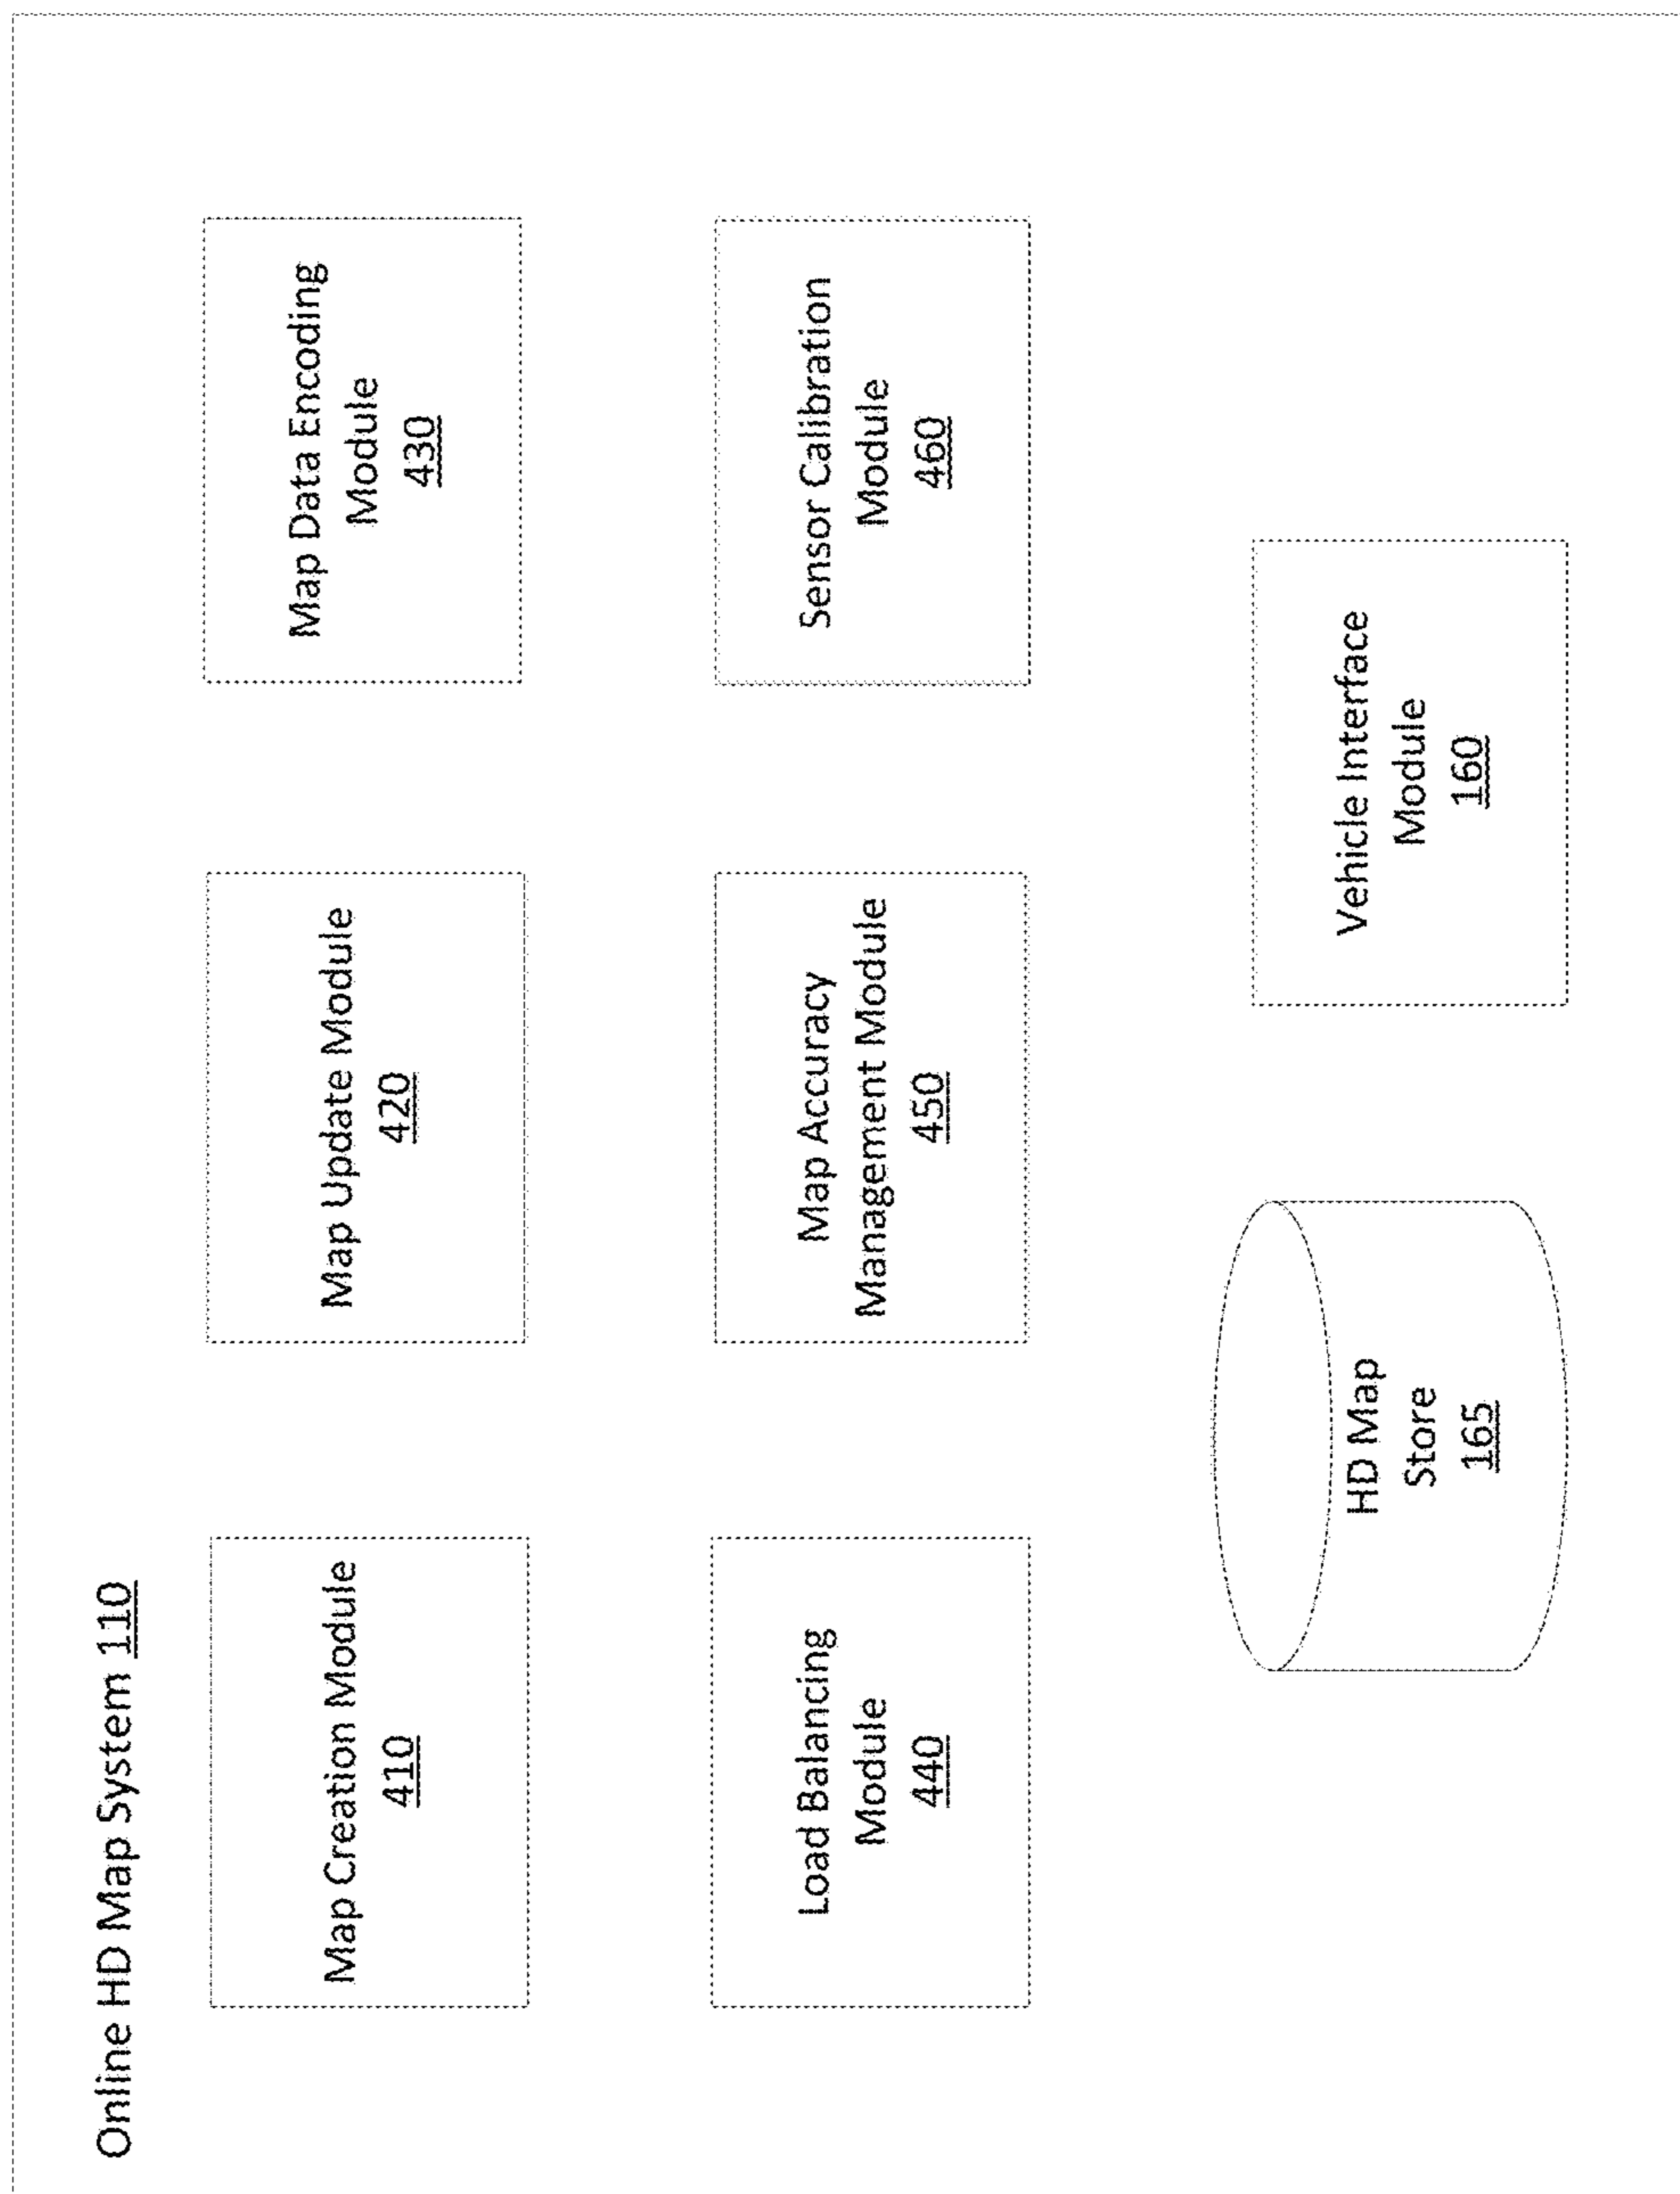 Online HD Map System 110
Map Creation Module
410
Map Update Module
420
Map Data Encoding
Module
430
Load Balancing
Module
440
Map Accuracy
Management Module
450
Sensor Calibration
Module
460
HD Map
Store
165
Vehicle Interface
Module
160